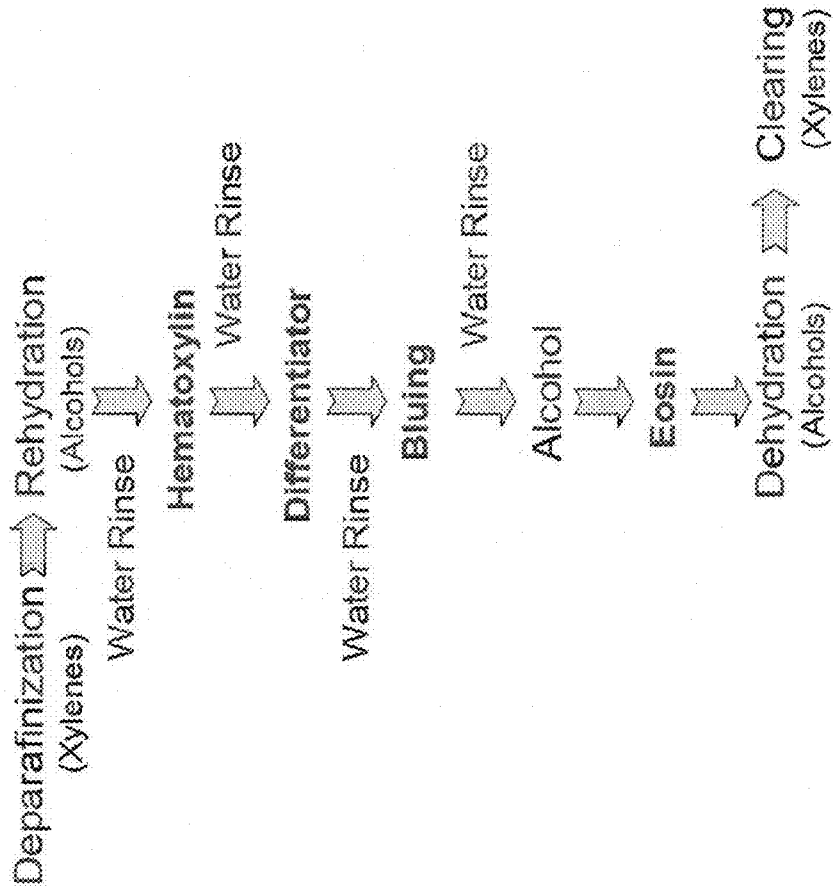 Deparafinization
Rehydration
(Xylenes)
(Alcohols)
Water Rinse
Hematoxylin
Water Rinse
Differentiator
Water Rinse
Bluing
Water Rinse
Alcohol
Eosin
Dehydration
Clearing
(Alcohols)
(Xylenes)